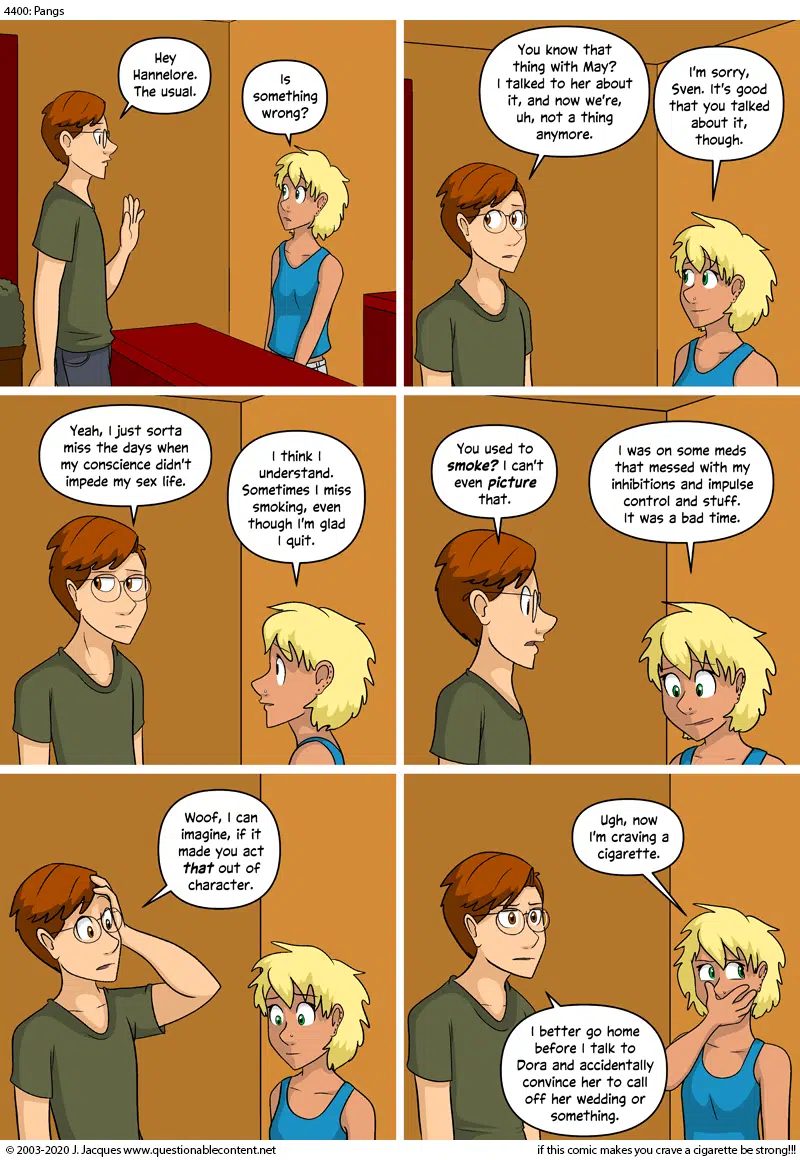 4400: Pangs
Hey
Hannelore.
The usual.
Is
something
wrong?
You know that
thing with May?
I talked to her about
it, and now we're,
uh, not a thing
anymore.
I'm sorry,
Sven. It's good
that you talked
about it,
though.
Yeah, I just sorta
miss the days when
my conscience didn't
impede my sex life.
I think I
understand.
Sometimes I miss
smoking, even
though I'm glad
I quit.
You used to
smoke? I can't
even picture
that.
I was on some meds
that messed with my
inhibitions and impulse
control and stuff.
It was a bad time.
Woof, I can
imagine, if it
made you act
that out of
character.
Ugh, now
I'm craving a
cigarette.
I better go home
before I talk to
Dora and accidentally
convince her to call
off her wedding or
something.
© 2003-2020 J. Jacques www.questionablecontent.net
if this comic makes you crave a cigarette be strong!!!